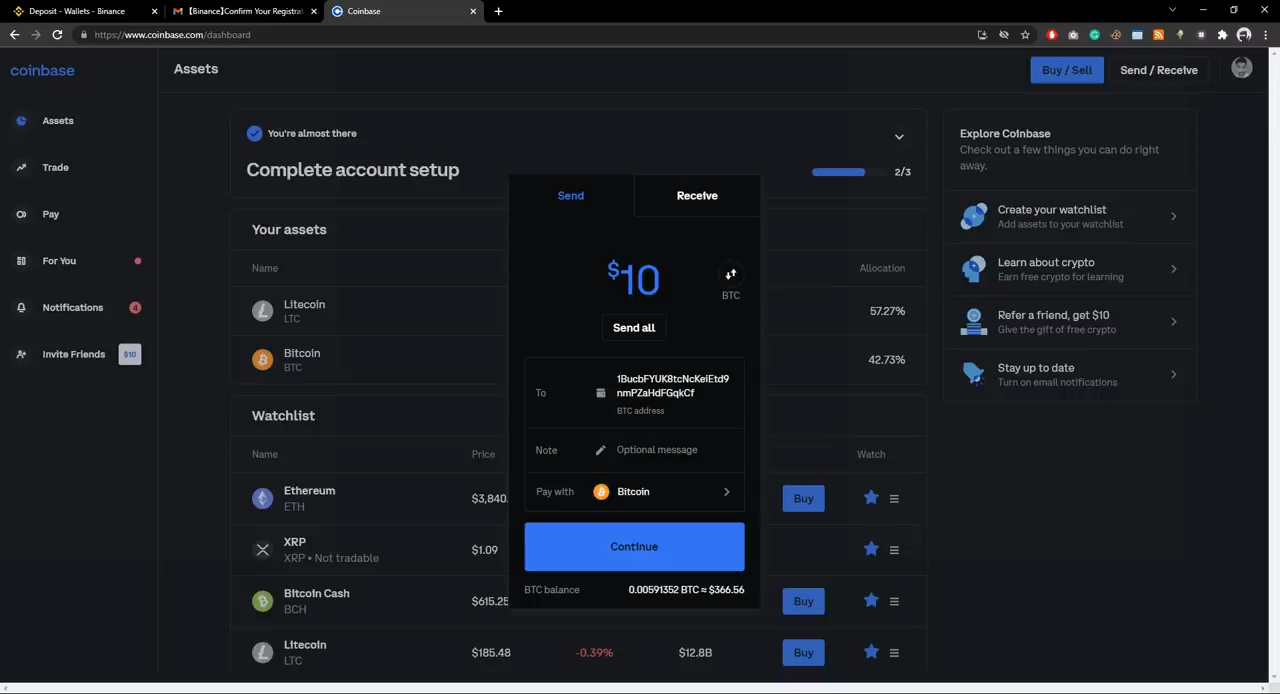 Deposit - Wallets - Binance
【Binance】Confirm Your Registrat
Coinbase
https://www.coinbase.com/dashboard
coinbase
Assets
Buy / Sell
Send / Receive
Assets
Trade
Pay
For You
Notifications
4
Invite Friends
$10
You're almost there
Complete account setup
2/3
Your assets
Name
Allocation
Litecoin
LTC
57.27%
Bitcoin
BTC
42.73%
Watchlist
Name
Price
Watch
Ethereum
ETH
$3,840.
Buy
XRP
XRP • Not tradable
$1.09
Bitcoin Cash
BCH
$615.25
Buy
Litecoin
LTC
$185.48
-0.39%
$12.8B
Buy
Send
Receive
$10
BTC
Send all
To
1BucbFYUK8tcNcKeiEtd9
nmPZaHdFGqkCf
BTC address
Note
Optional message
Pay with
Bitcoin
Continue
BTC balance
0.00591352 BTC ≈ $366.56
Explore Coinbase
Check out a few things you can do right
away.
Create your watchlist
Add assets to your watchlist
Learn about crypto
Earn free crypto for learning
Refer a friend, get $10
Give the gift of free crypto
Stay up to date
Turn on email notifications